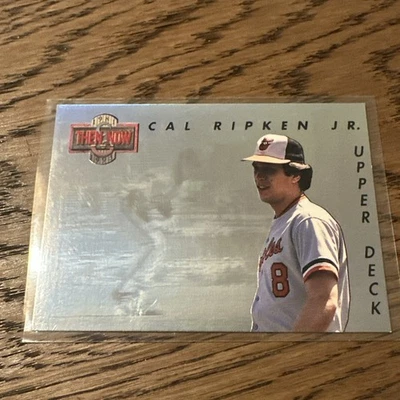 THEN & NOW
CAL RIPKEN JR.
UPPER DECK
8